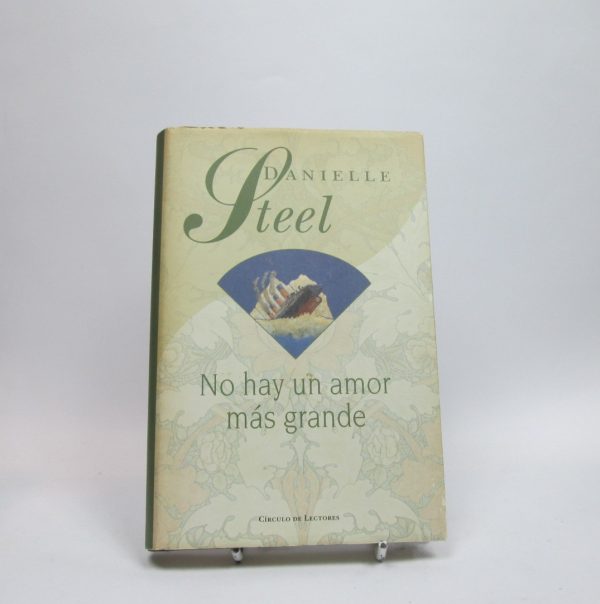 DANIELLE
Steel
No hay un amor
más grande
CÍRCULO DE LECTORES